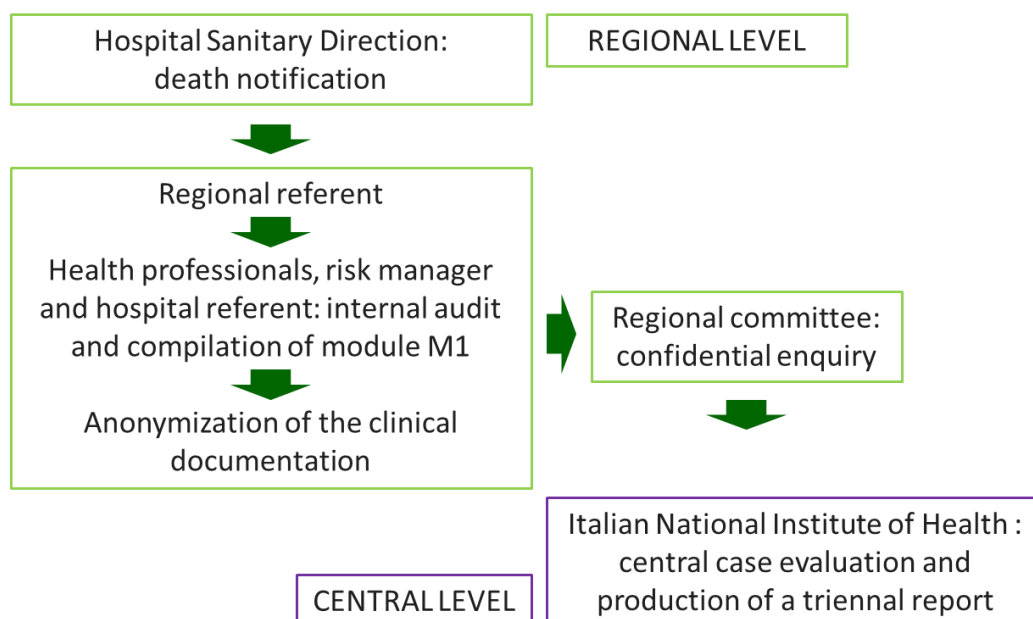 Hospital Sanitary Direction:
death notification
REGIONAL LEVEL
Regional referent
Health professionals, risk manager
and hospital referent: internal audit
and compilation of module M1
Anonymization of the clinical
documentation
Regional committee:
confidential enquiry
Italian National Institute of Health :
central case evaluation and
production of a triennal report
CENTRAL LEVEL